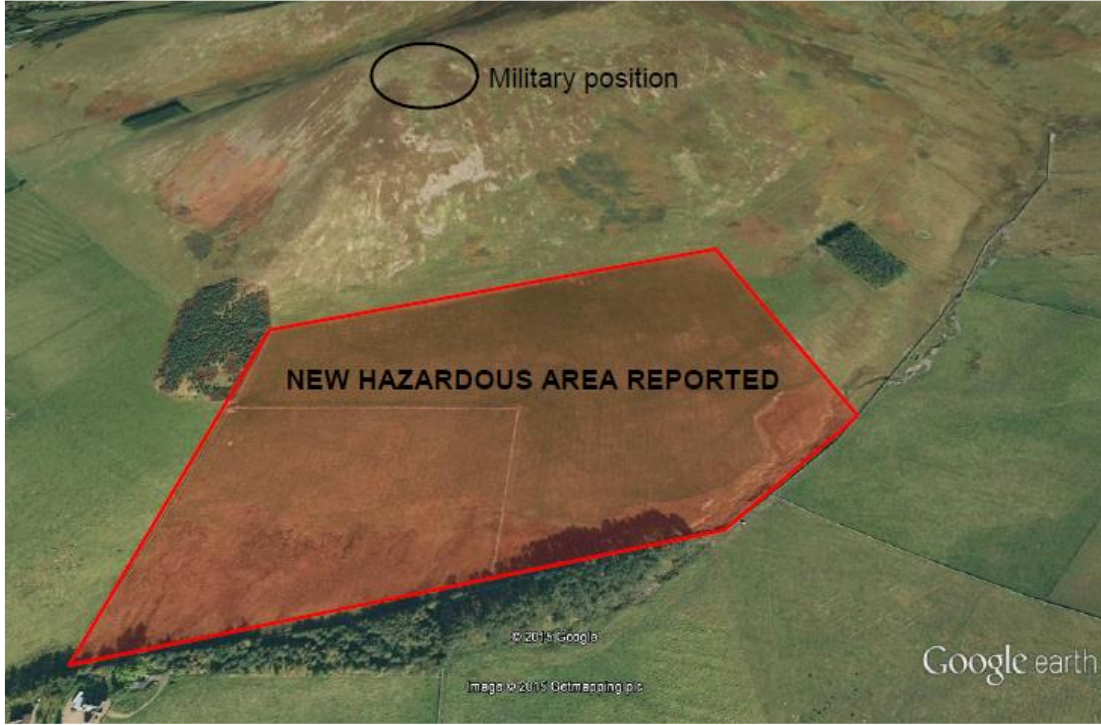 Military position
NEW HAZARDOUS AREA REPORTED
© 2015 Google
Image © 2015 Getmapping plc
Google earth